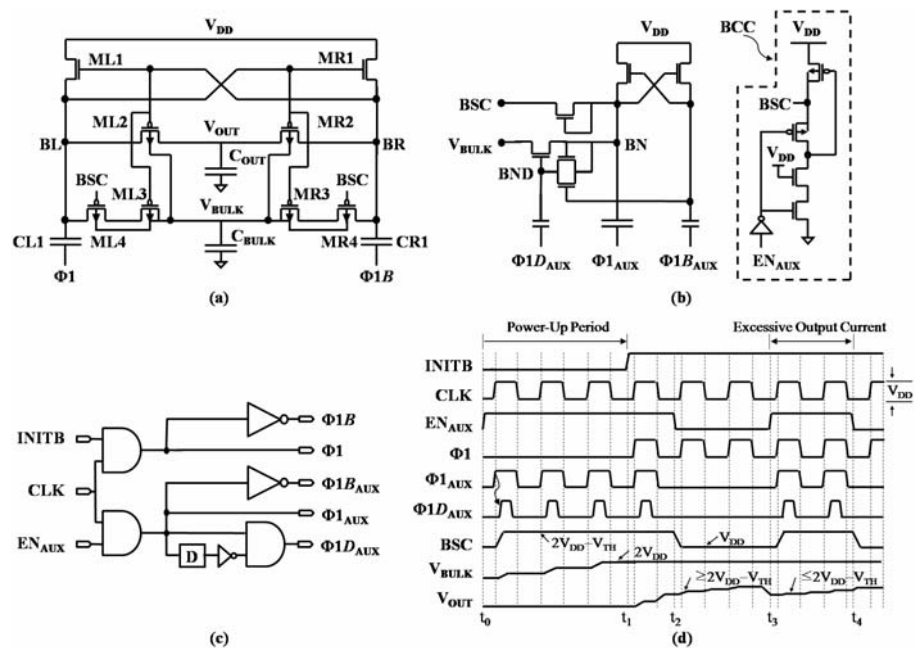 V_DD
ML1
MR1
ML2
V_OUT
MR2
BL
BR
C_OUT
BSC
ML3
V_BULK
MR3
BSC
CL1
ML4
C_BULK
MR4
CR1
Φ1
Φ1B
(a)
BCC
V_DD
V_DD
BSC
BSC
V_BULK
BND
BN
V_DD
Φ1D_AUX
Φ1_AUX
Φ1B_AUX
EN_AUX
(b)
INITB
CLK
EN_AUX
D
Φ1B
Φ1
Φ1B_AUX
Φ1_AUX
Φ1D_AUX
(c)
Power-Up Period
Excessive Output Current
INITB
CLK
V_DD
EN_AUX
Φ1
Φ1_AUX
Φ1D_AUX
BSC
2V_DD–V_TH
V_DD
V_BULK
2V_DD
≥2V_DD–V_TH
≤2V_DD–V_TH
V_OUT
t_0
t_1
t_2
t_3
t_4
(d)